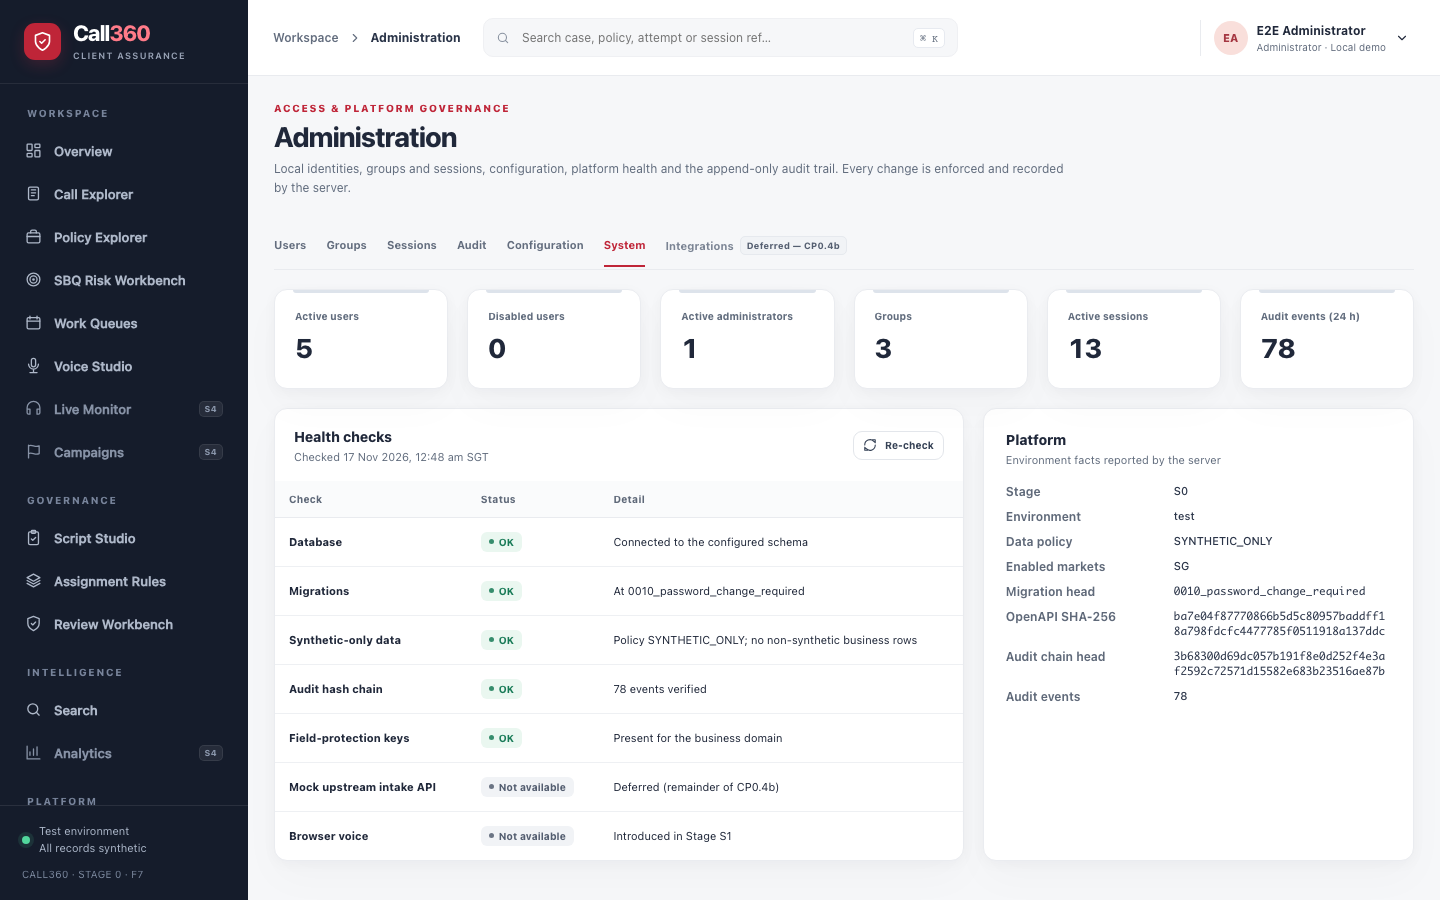 Call360
CLIENT ASSURANCE
WORKSPACE
Overview
Call Explorer
Policy Explorer
SBQ Risk Workbench
Work Queues
Voice Studio
Live Monitor S4
Campaigns S4
GOVERNANCE
Script Studio
Assignment Rules
Review Workbench
INTELLIGENCE
Search
Analytics S4
PLATFORM
Test environment
All records synthetic
CALL360 · STAGE 0 · F7
Workspace > Administration
Search case, policy, attempt or session ref... ⌘ K
EA
E2E Administrator
Administrator · Local demo
ACCESS & PLATFORM GOVERNANCE
Administration
Local identities, groups and sessions, configuration, platform health and the append-only audit trail. Every change is enforced and recorded
by the server.
Users Groups Sessions Audit Configuration System Integrations Deferred — CP0.4b
Active users
5
Disabled users
0
Active administrators
1
Groups
3
Active sessions
13
Audit events (24 h)
78
Health checks
Checked 17 Nov 2026, 12:48 am SGT
Re-check
Check Status Detail
Database OK Connected to the configured schema
Migrations OK At 0010_password_change_required
Synthetic-only data OK Policy SYNTHETIC_ONLY; no non-synthetic business rows
Audit hash chain OK 78 events verified
Field-protection keys OK Present for the business domain
Mock upstream intake API Not available Deferred (remainder of CP0.4b)
Browser voice Not available Introduced in Stage S1
Platform
Environment facts reported by the server
Stage S0
Environment test
Data policy SYNTHETIC_ONLY
Enabled markets SG
Migration head 0010_password_change_required
OpenAPI SHA-256 ba7e04f87770866b5d5c80957baddff1
8a798fdcfc4477785f0511918a137ddc
Audit chain head 3b68300d69dc057b191f8e0d252f4e3a
f2592c72571d15582e683b23516ae87b
Audit events 78